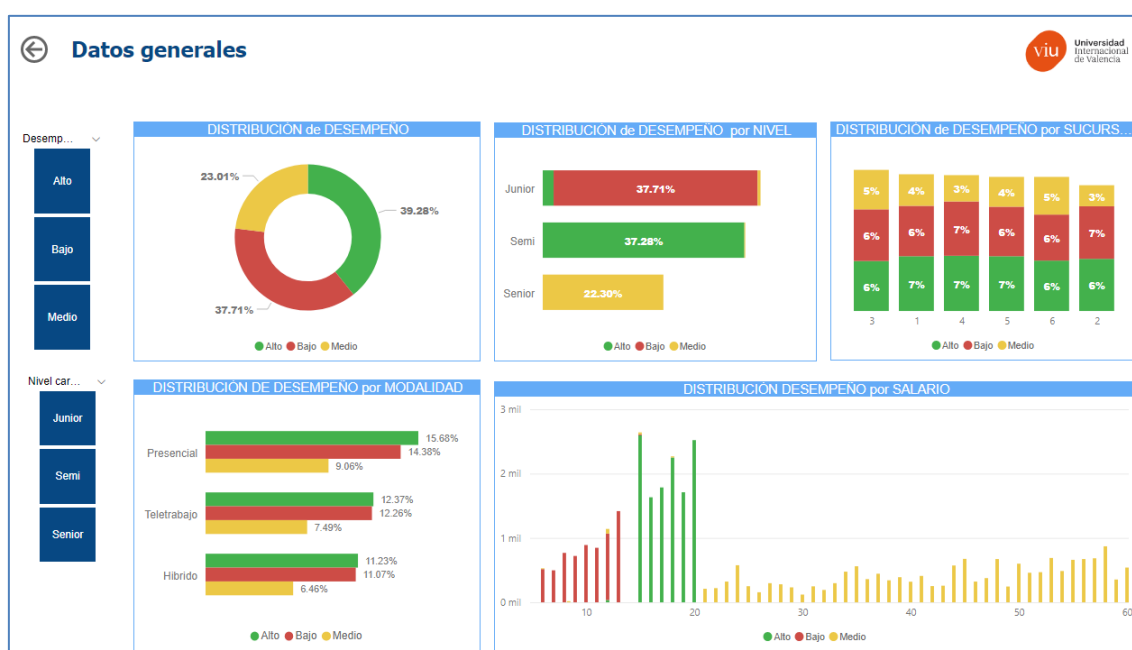 Datos generales
viu
Universidad
Internacional
de Valencia
Desemp...
Alto
Bajo
Medio
Nivel car...
Junior
Semi
Senior
DISTRIBUCIÓN de DESEMPEÑO
23.01%
39.28%
37.71%
Alto Bajo Medio
DISTRIBUCIÓN de DESEMPEÑO por NIVEL
Junior
37.71%
Semi
37.28%
Senior
22.30%
Alto Bajo Medio
DISTRIBUCIÓN de DESEMPEÑO por SUCURS...
5% 4% 3% 4% 5% 3%
6% 6% 7% 6% 6% 7%
6% 7% 7% 7% 6% 6%
3 1 4 5 6 2
Alto Bajo Medio
DISTRIBUCIÓN DE DESEMPEÑO por MODALIDAD
Presencial
15.68%
14.38%
9.06%
Teletrabajo
12.37%
12.26%
7.49%
Hibrido
11.23%
11.07%
6.46%
Alto Bajo Medio
DISTRIBUCIÓN DESEMPEÑO por SALARIO
3 mil
2 mil
1 mil
0 mil
10 20 30 40 50 60
Alto Bajo Medio